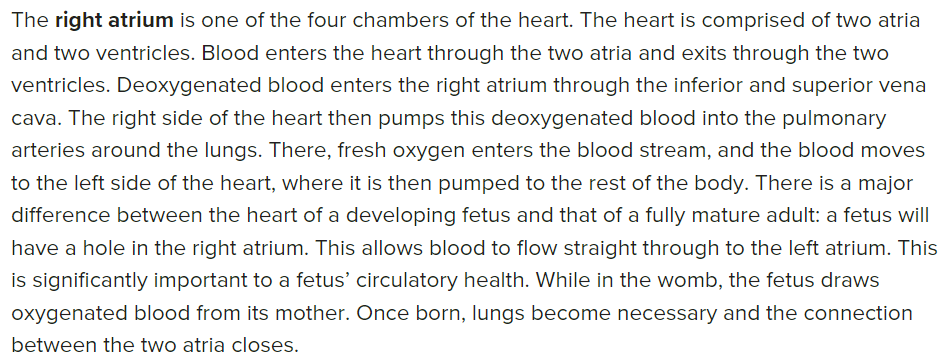 The right atrium is one of the four chambers of the heart. The heart is comprised of two atria
and two ventricles. Blood enters the heart through the two atria and exits through the two
ventricles. Deoxygenated blood enters the right atrium through the inferior and superior vena
cava. The right side of the heart then pumps this deoxygenated blood into the pulmonary
arteries around the lungs. There, fresh oxygen enters the blood stream, and the blood moves
to the left side of the heart, where it is then pumped to the rest of the body. There is a major
difference between the heart of a developing fetus and that of a fully mature adult: a fetus will
have a hole in the right atrium. This allows blood to flow straight through to the left atrium. This
is significantly important to a fetus’ circulatory health. While in the womb, the fetus draws
oxygenated blood from its mother. Once born, lungs become necessary and the connection
between the two atria closes.